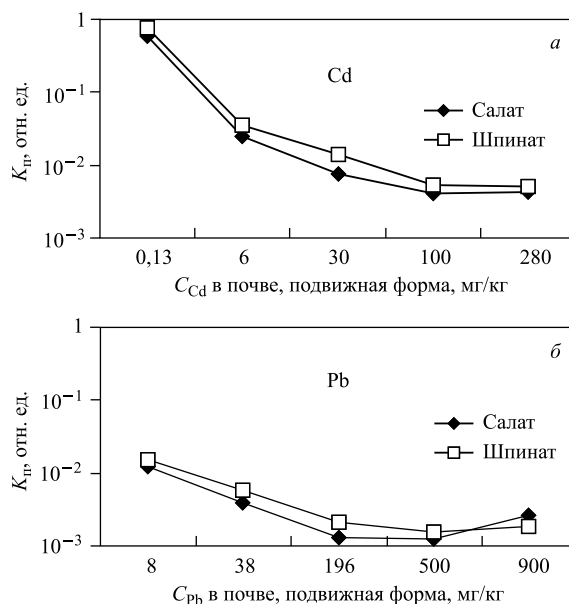 1
а
Cd
10⁻¹
Салат
Шпинат
Kп, отн. ед.
10⁻²
10⁻³
0,13 6 30 100 280
CCd в почве, подвижная форма, мг/кг
1
б
Pb
10⁻¹
Салат
Шпинат
Kп, отн. ед.
10⁻²
10⁻³
8 38 196 500 900
CPb в почве, подвижная форма, мг/кг